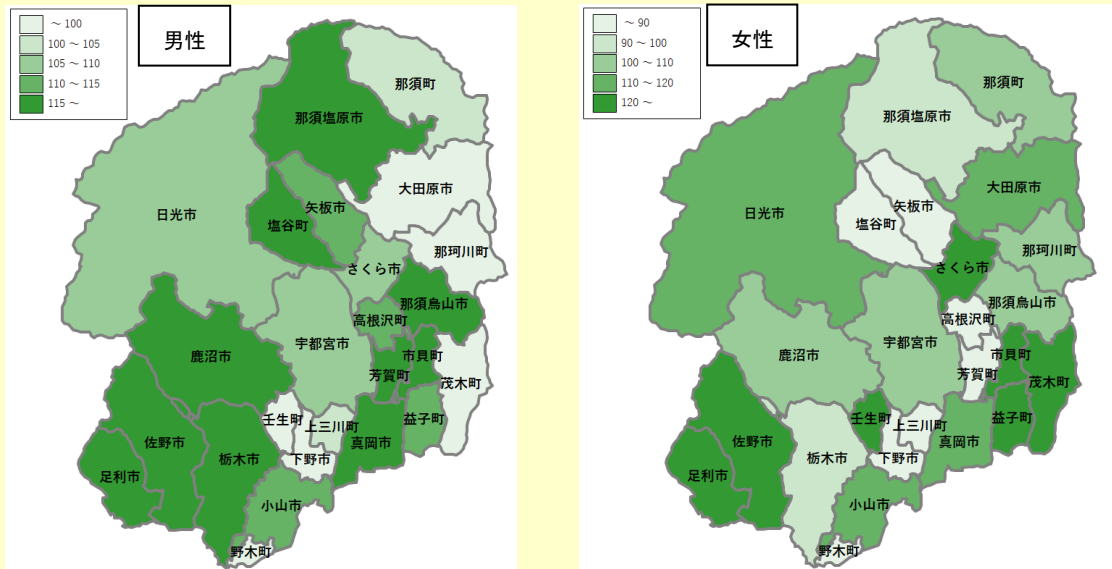 ～ 100
100 ～ 105
105 ～ 110
110 ～ 115
115 ～
男性
那須町
那須塩原市
大田原市
矢板市
日光市
塩谷町
那珂川町
さくら市
那須烏山市
高根沢町
宇都宮市
鹿沼市
市貝町
芳賀町
茂木町
壬生町
上三川町
益子町
真岡市
佐野市
栃木市
下野市
足利市
小山市
野木町
～ 90
90 ～ 100
100 ～ 110
110 ～ 120
120 ～
女性
那須町
那須塩原市
大田原市
矢板市
日光市
塩谷町
那珂川町
さくら市
那須烏山市
高根沢町
宇都宮市
鹿沼市
市貝町
芳賀町
茂木町
壬生町
上三川町
益子町
真岡市
佐野市
栃木市
下野市
足利市
小山市
野木町